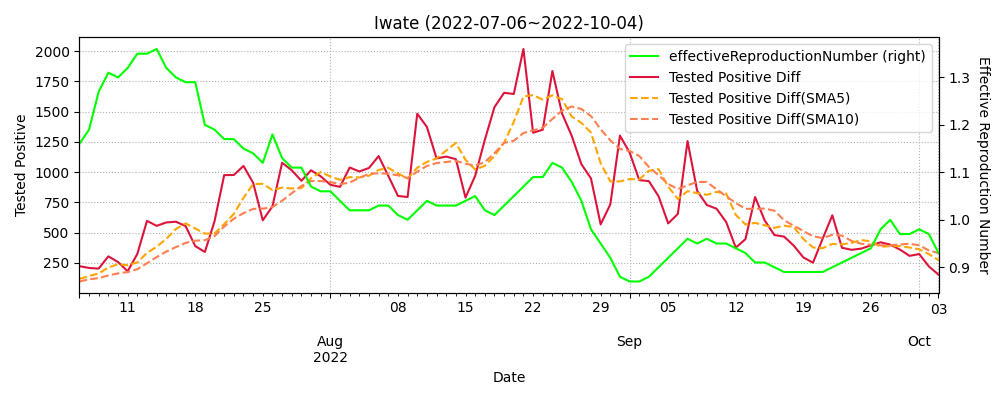 Iwate (2022-07-06~2022-10-04)
2000
1750
1500
1250
1000
750
500
250
Tested Positive
effectiveReproductionNumber (right)
Tested Positive Diff
Tested Positive Diff(SMA5)
Tested Positive Diff(SMA10)
1.3
1.2
1.1
1.0
0.9
Effective Reproduction Number
11 18 25 08 15 22 29 05 12 19 26 03
Aug Sep Oct
2022
Date